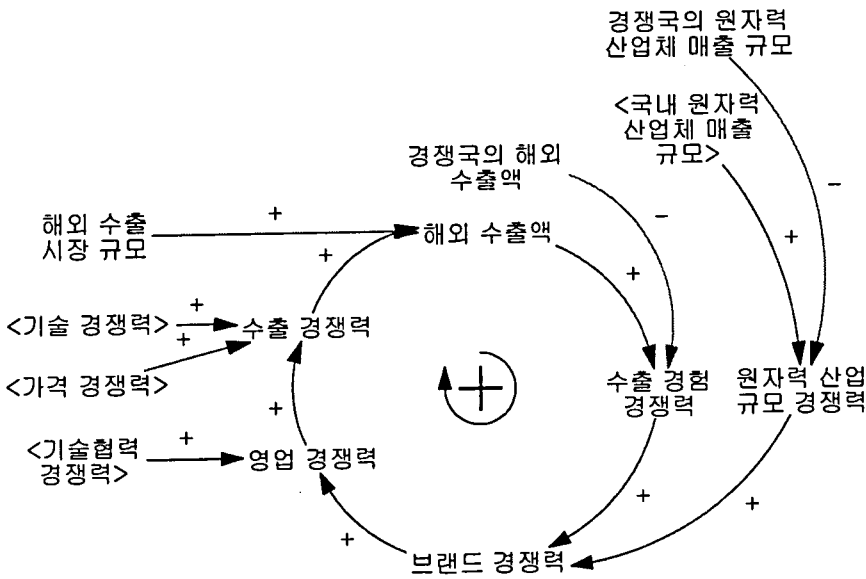 경쟁국의 원자력
산업체 매출 규모
<국내 원자력
산업체 매출
규모>
경쟁국의 해외
수출액
해외 수출
시장 규모
해외 수출액
<기술 경쟁력>
수출 경쟁력
<가격 경쟁력>
수출 경험
경쟁력
원자력 산업
규모 경쟁력
<기술협력
경쟁력>
영업 경쟁력
브랜드 경쟁력